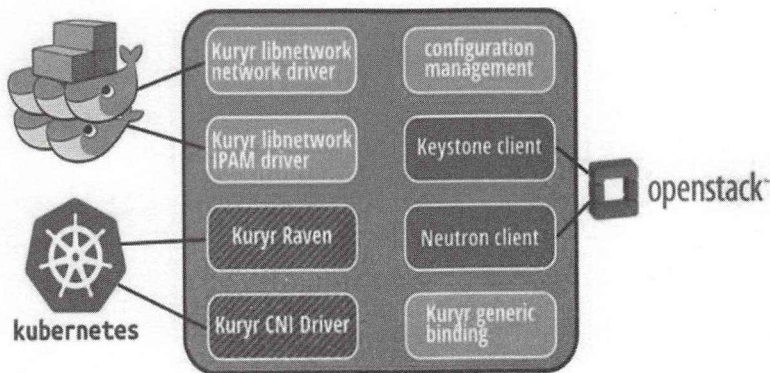 Kuryr libnetwork
network driver
configuration
management
Kuryr libnetwork
IPAM driver
Keystone client
openstack™
Kuryr Raven
Neutron client
kubernetes
Kuryr CNI Driver
Kuryr generic
binding